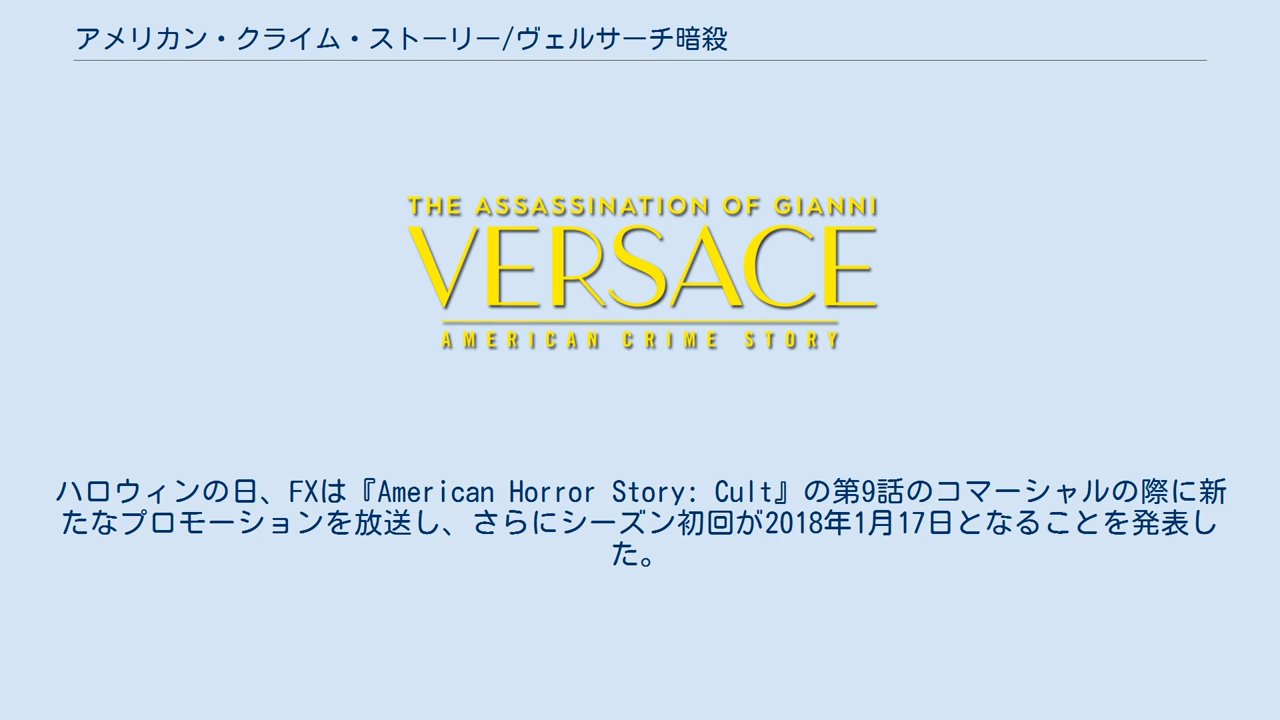 アメリカン・クライム・ストーリー/ヴェルサーチ暗殺
THE ASSASSINATION OF GIANNI
VERSACE
AMERICAN CRIME STORY
ハロウィンの日、FXは『American Horror Story: Cult』の第9話のコマーシャルの際に新
たなプロモーションを放送し、さらにシーズン初回が2018年1月17日となることを発表し
た。